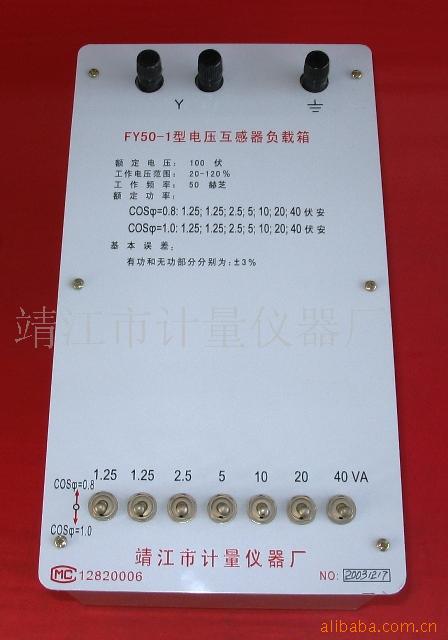 Y
FY50-1型电压互感器负载箱
额定电压： 100 伏
工作电压范围：20-120%
工作频率：50 赫芝
额定功率：
COSφ=0.8: 1.25; 1.25; 2.5; 5; 10; 20; 40 伏安
COSφ=1.0: 1.25; 1.25; 2.5; 5; 10; 20; 40 伏安
基本误差：
有功和无功部分分别为：±3%
靖江市计量仪器厂
1.25 1.25 2.5 5 10 20 40 VA
COSφ=0.8
COSφ=1.0
靖江市计量仪器厂
MC 12820006 NO: 20031217
alibaba.com.cn